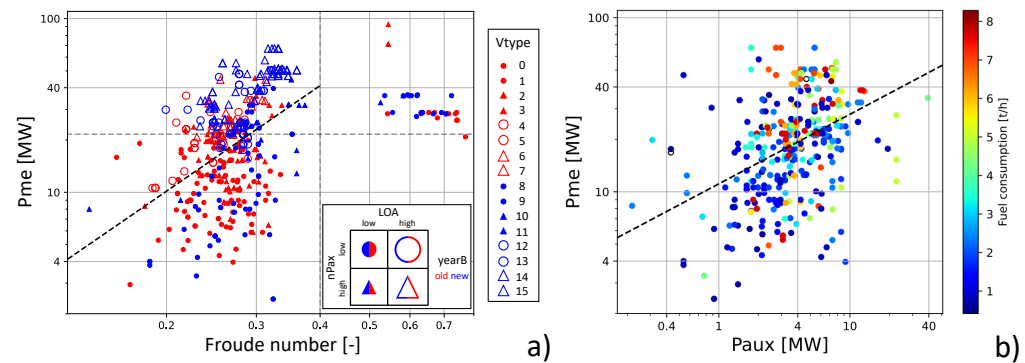 100
40
10
4
Pme [MW]
0.2
0.3
0.4
0.5
0.7
Froude number [-]
LOA
low
high
nPax
low
high
yearB
old new
a)
Vtype
0
1
2
3
4
5
6
7
8
9
10
11
12
13
14
15
100
40
10
4
Pme [MW]
0.4
1
4
10
40
Paux [MW]
8
7
6
5
4
3
2
1
Fuel consumption [t/h]
b)